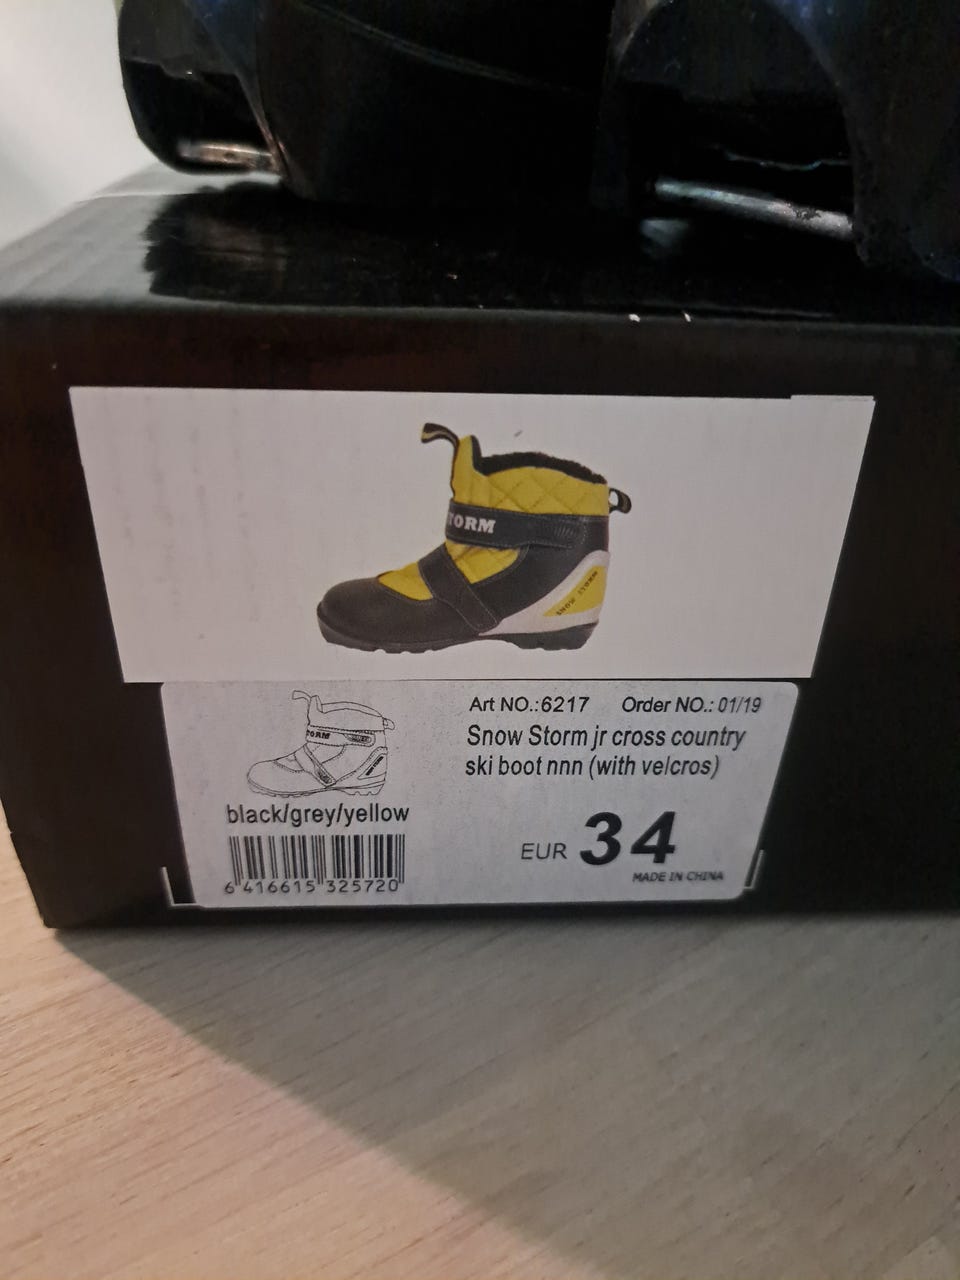 TORM
SNOW STORM
Art NO.:6217 Order NO.: 01/19
Snow Storm jr cross country
ski boot nnn (with velcros)
TORM
black/grey/yellow
EUR 34
MADE IN CHINA
6 416615 325720